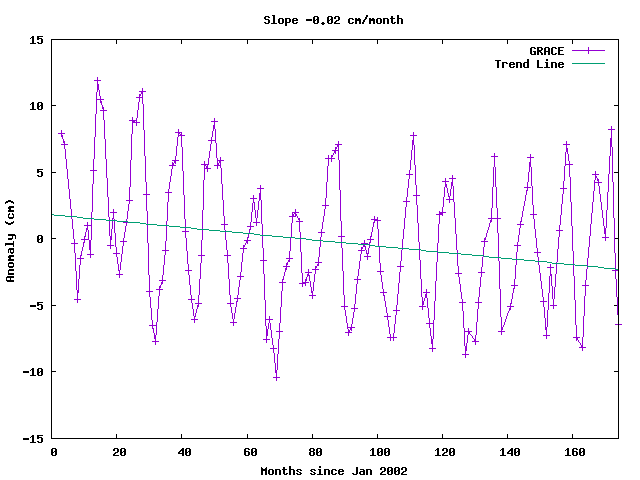 Slope -0.02 cm/month
GRACE
Trend Line
15
10
5
0
-5
-10
-15
Anomaly (cm)
0 20 40 60 80 100 120 140 160
Months since Jan 2002